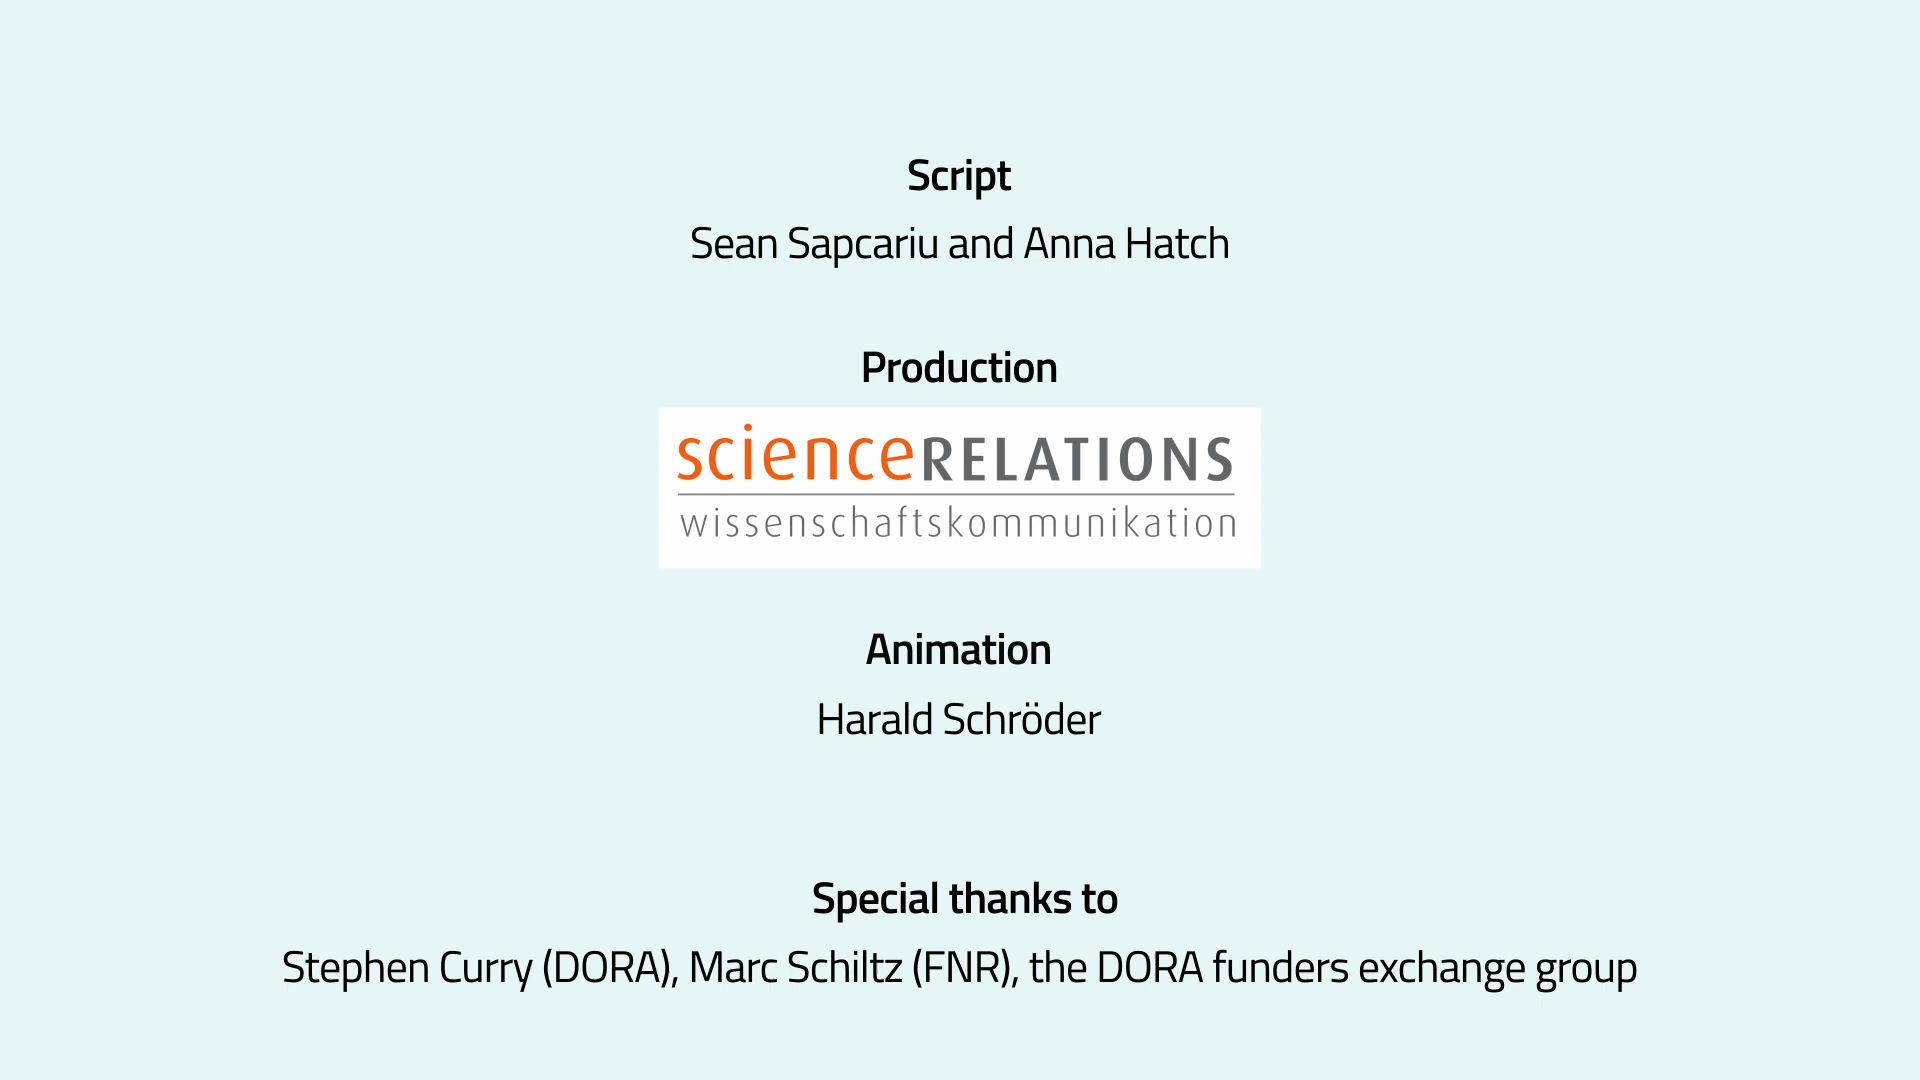 Script
Sean Sapcariu and Anna Hatch
Production
scienceRELATIONS
wissenschaftskommunikation
Animation
Harald Schröder
Special thanks to
Stephen Curry (DORA), Marc Schiltz (FNR), the DORA funders exchange group